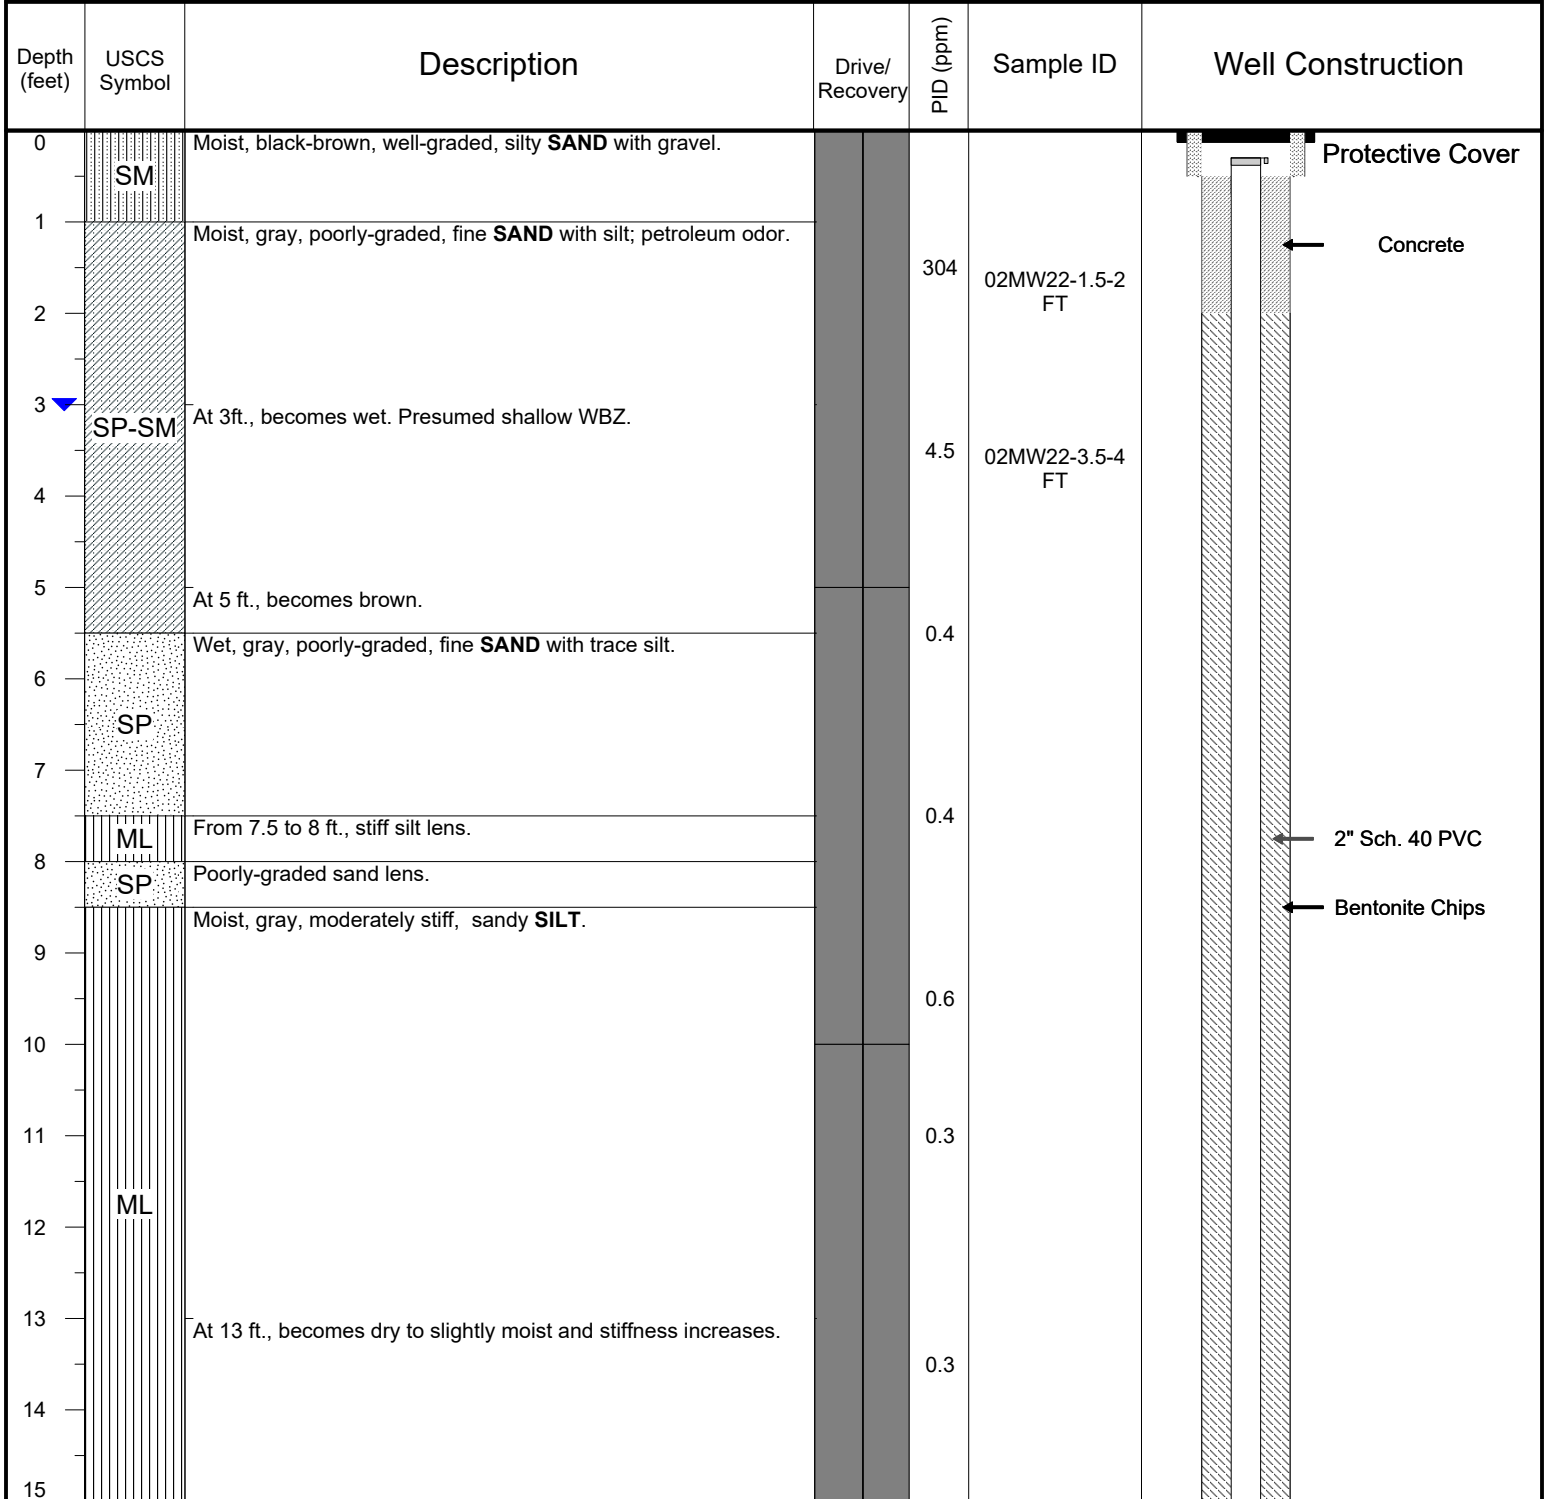 Depth
(feet)
USCS
Symbol
Description
Drive/
Recovery
PID (ppm)
Sample ID
Well Construction
0
Moist, black-brown, well-graded, silty SAND with gravel.
Protective Cover
SM
1
Moist, gray, poorly-graded, fine SAND with silt; petroleum odor.
Concrete
304
02MW22-1.5-2
FT
2
3
At 3ft., becomes wet. Presumed shallow WBZ.
SP-SM
4.5
02MW22-3.5-4
FT
4
5
At 5 ft., becomes brown.
0.4
Wet, gray, poorly-graded, fine SAND with trace silt.
6
SP
7
0.4
From 7.5 to 8 ft., stiff silt lens.
ML
2" Sch. 40 PVC
8
Poorly-graded sand lens.
SP
Bentonite Chips
Moist, gray, moderately stiff, sandy SILT.
9
0.6
10
11
0.3
ML
12
13
At 13 ft., becomes dry to slightly moist and stiffness increases.
0.3
14
15